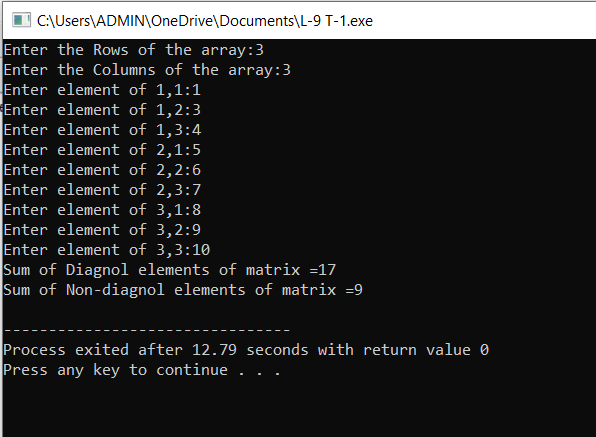 C:\Users\ADMIN\OneDrive\Documents\L-9 T-1.exe
Enter the Rows of the array:3
Enter the Columns of the array:3
Enter element of 1,1:1
Enter element of 1,2:3
Enter element of 1,3:4
Enter element of 2,1:5
Enter element of 2,2:6
Enter element of 2,3:7
Enter element of 3,1:8
Enter element of 3,2:9
Enter element of 3,3:10
Sum of Diagnol elements of matrix =17
Sum of Non-diagnol elements of matrix =9
--------------------------------
Process exited after 12.79 seconds with return value 0
Press any key to continue . . .